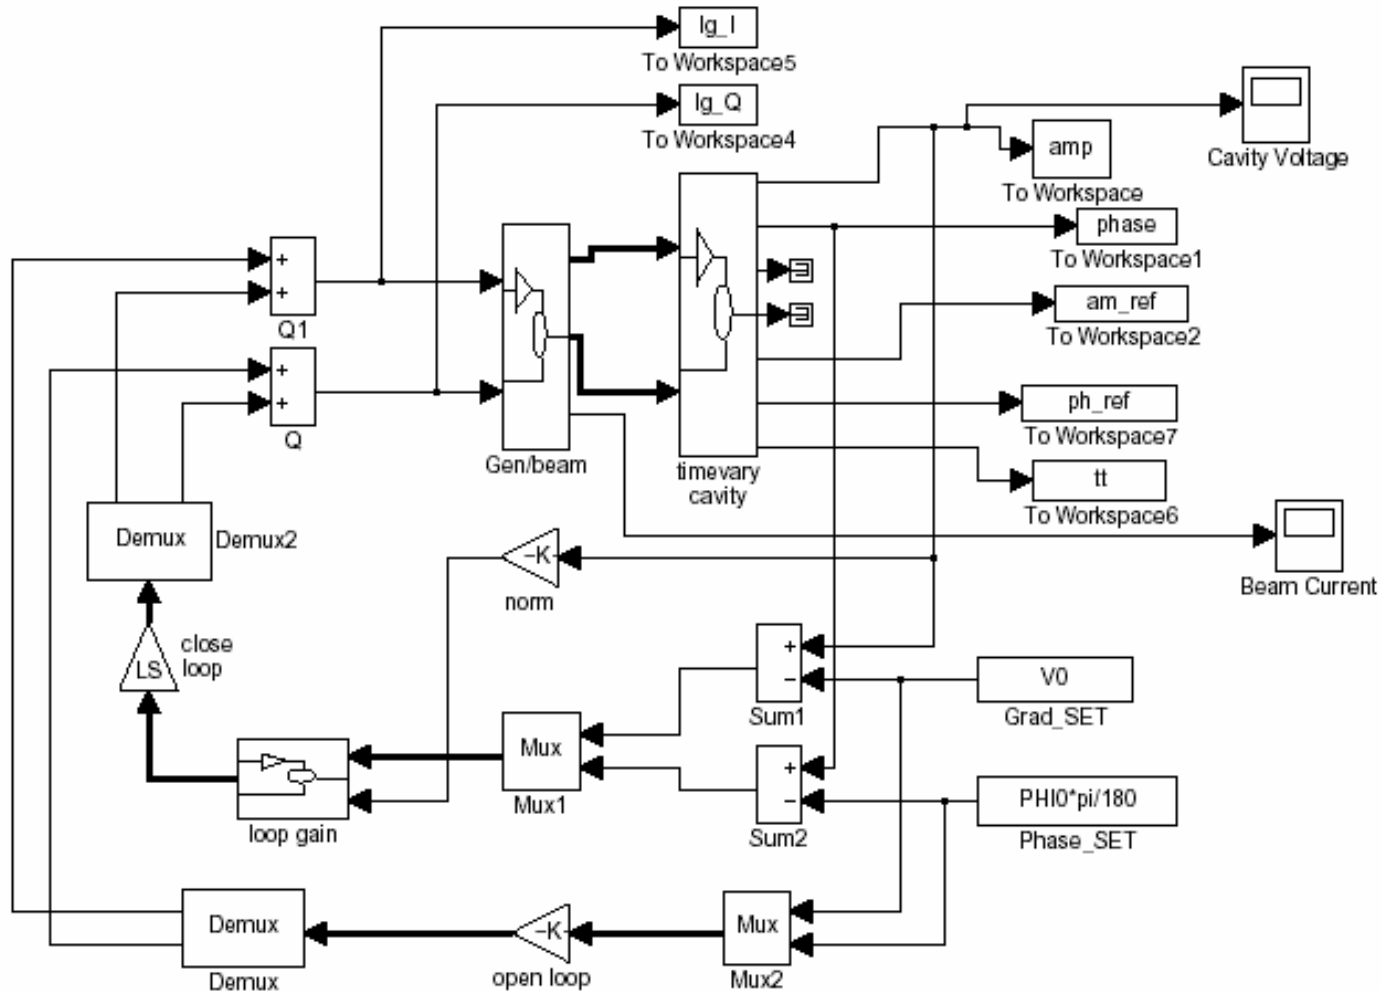 Ig_I
To Workspace5
Ig_Q
To Workspace4
Cavity Voltage
amp
To Workspace
phase
To Workspace1
+
+
Q1
am_ref
To Workspace2
+
+
Q
ph_ref
To Workspace7
Gen/beam
timevary
cavity
tt
To Workspace6
Demux
Demux2
-K-
norm
Beam Current
close
loop
LS
+
-
Sum1
V0
Grad_SET
Mux
Mux1
+
-
Sum2
PHI0*pi/180
Phase_SET
loop gain
Demux
Demux
-K-
open loop
Mux
Mux2